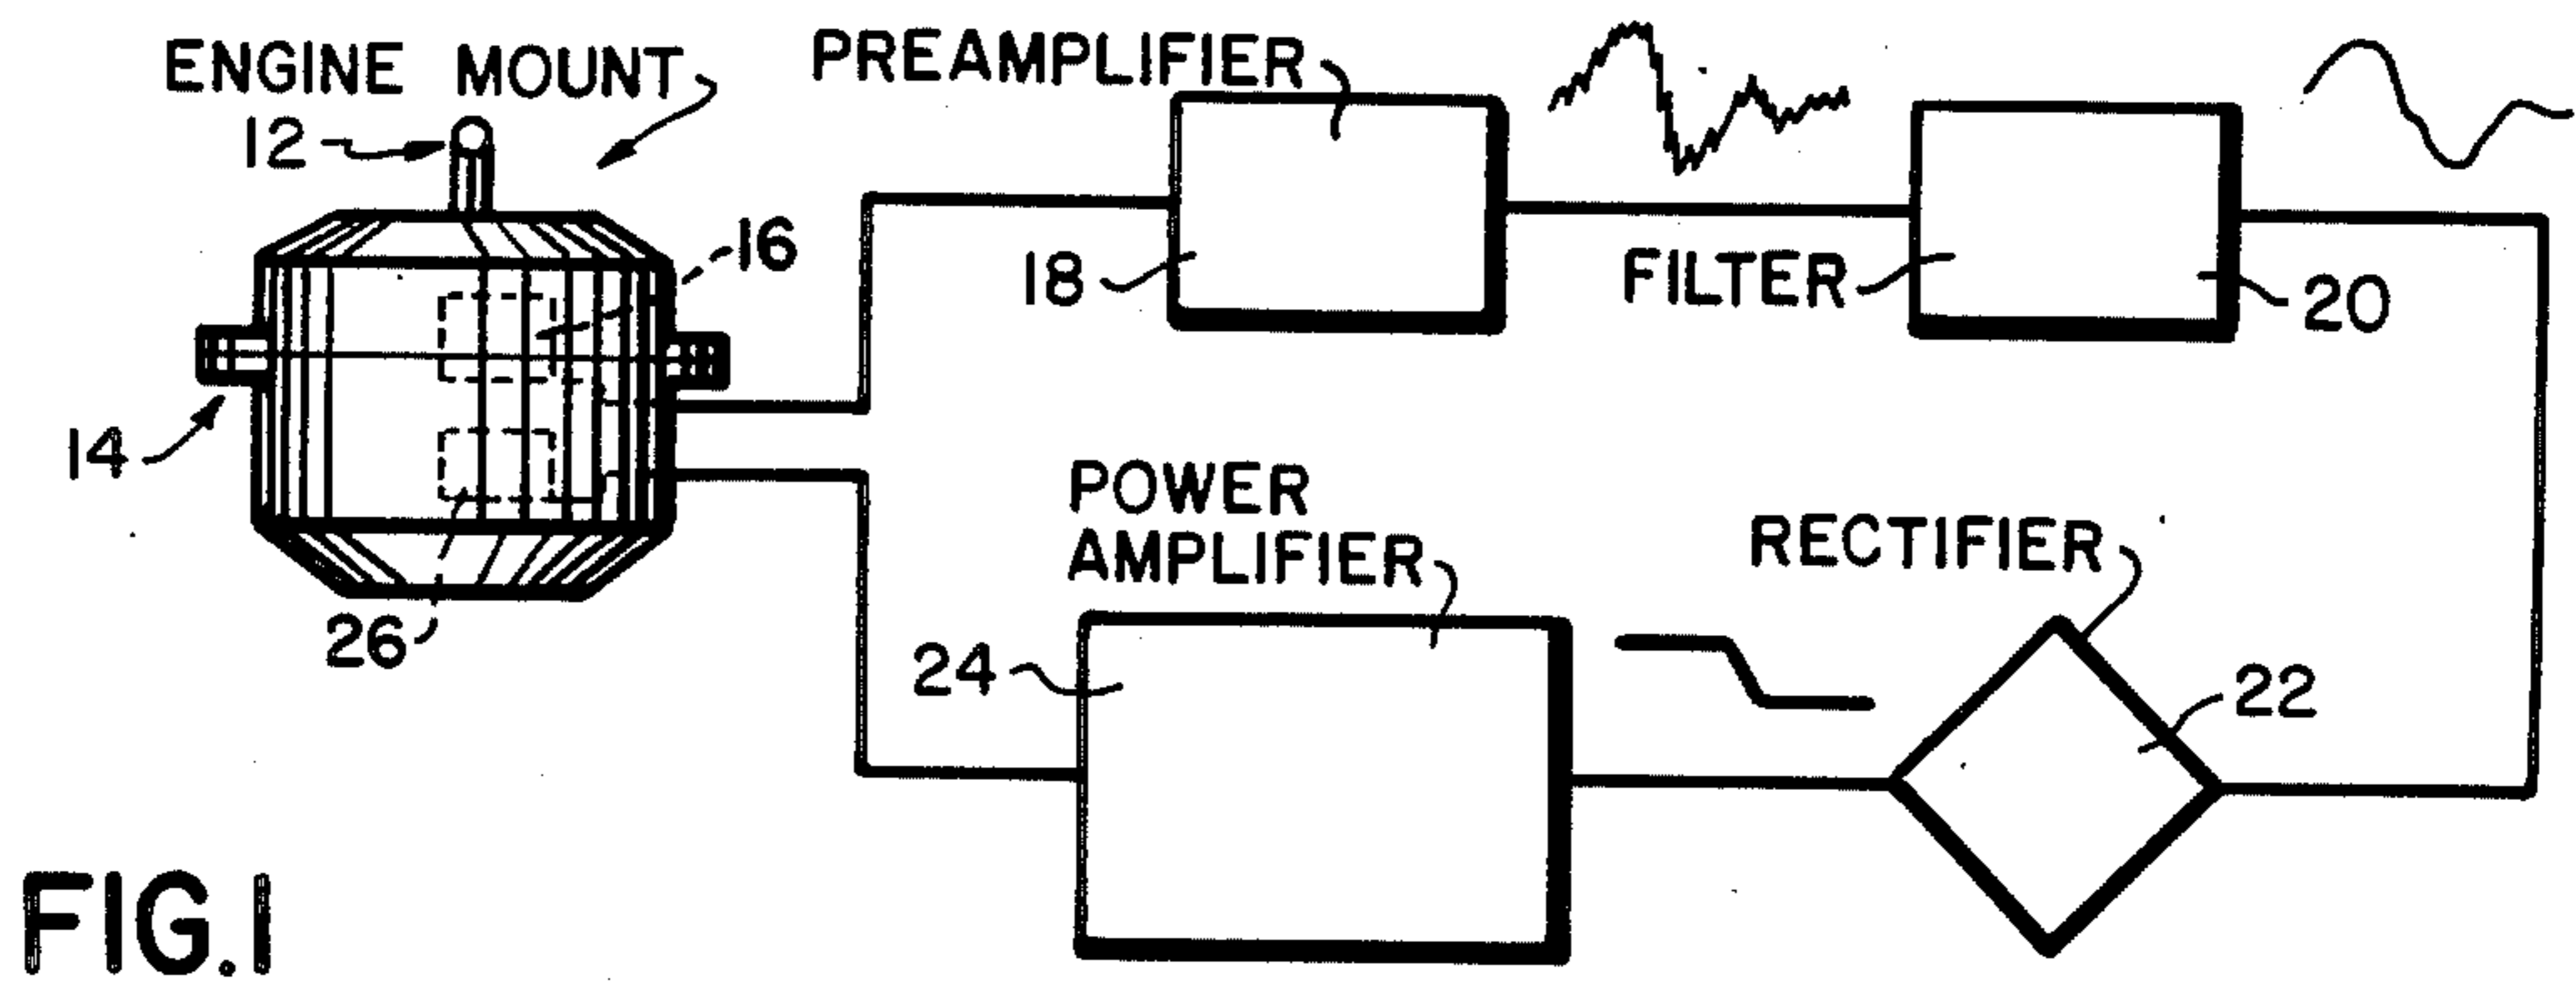 ENGINE MOUNT
PREAMPLIFIER
12
16
18
FILTER
20
14
POWER
AMPLIFIER
RECTIFIER
26
24
22
FIG.1